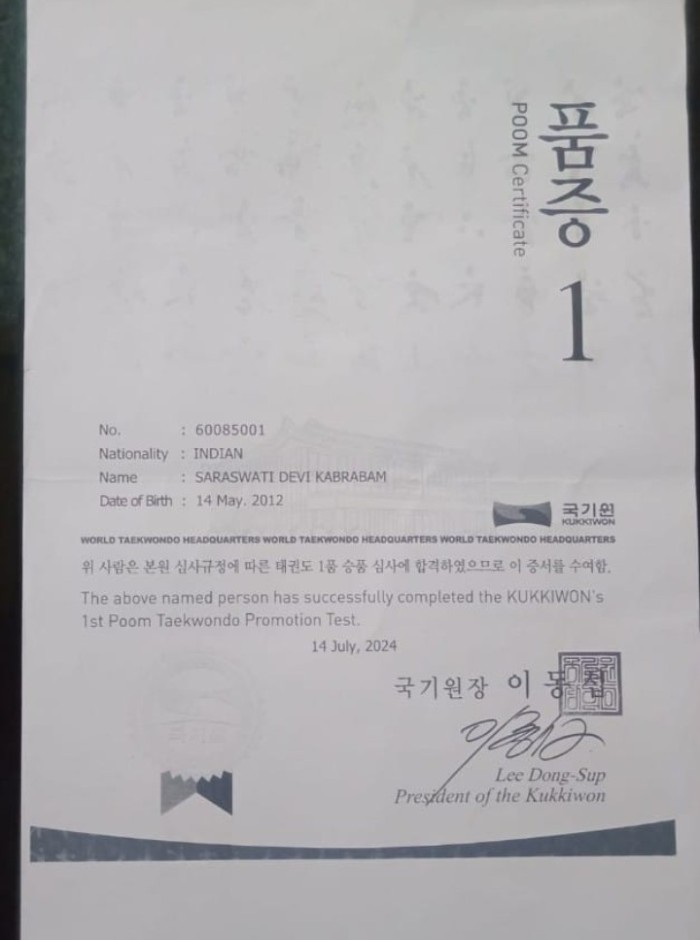 품증
POOM Certificate
1
No. : 60085001
Nationality : INDIAN
Name : SARASWATI DEVI KABRABAM
Date of Birth : 14 May. 2012
국기원
KUKKIWON
WORLD TAEKWONDO HEADQUARTERS WORLD TAEKWONDO HEADQUARTERS WORLD TAEKWONDO HEADQUARTERS
위 사람은 본원 심사규정에 따른 태권도 1품 승품 심사에 합격하였으므로 이 증서를 수여함.
The above named person has successfully completed the KUKKIWON's
1st Poom Taekwondo Promotion Test.
14 July, 2024
국기원장 이 동 섭
Lee Dong-Sup
President of the Kukkiwon